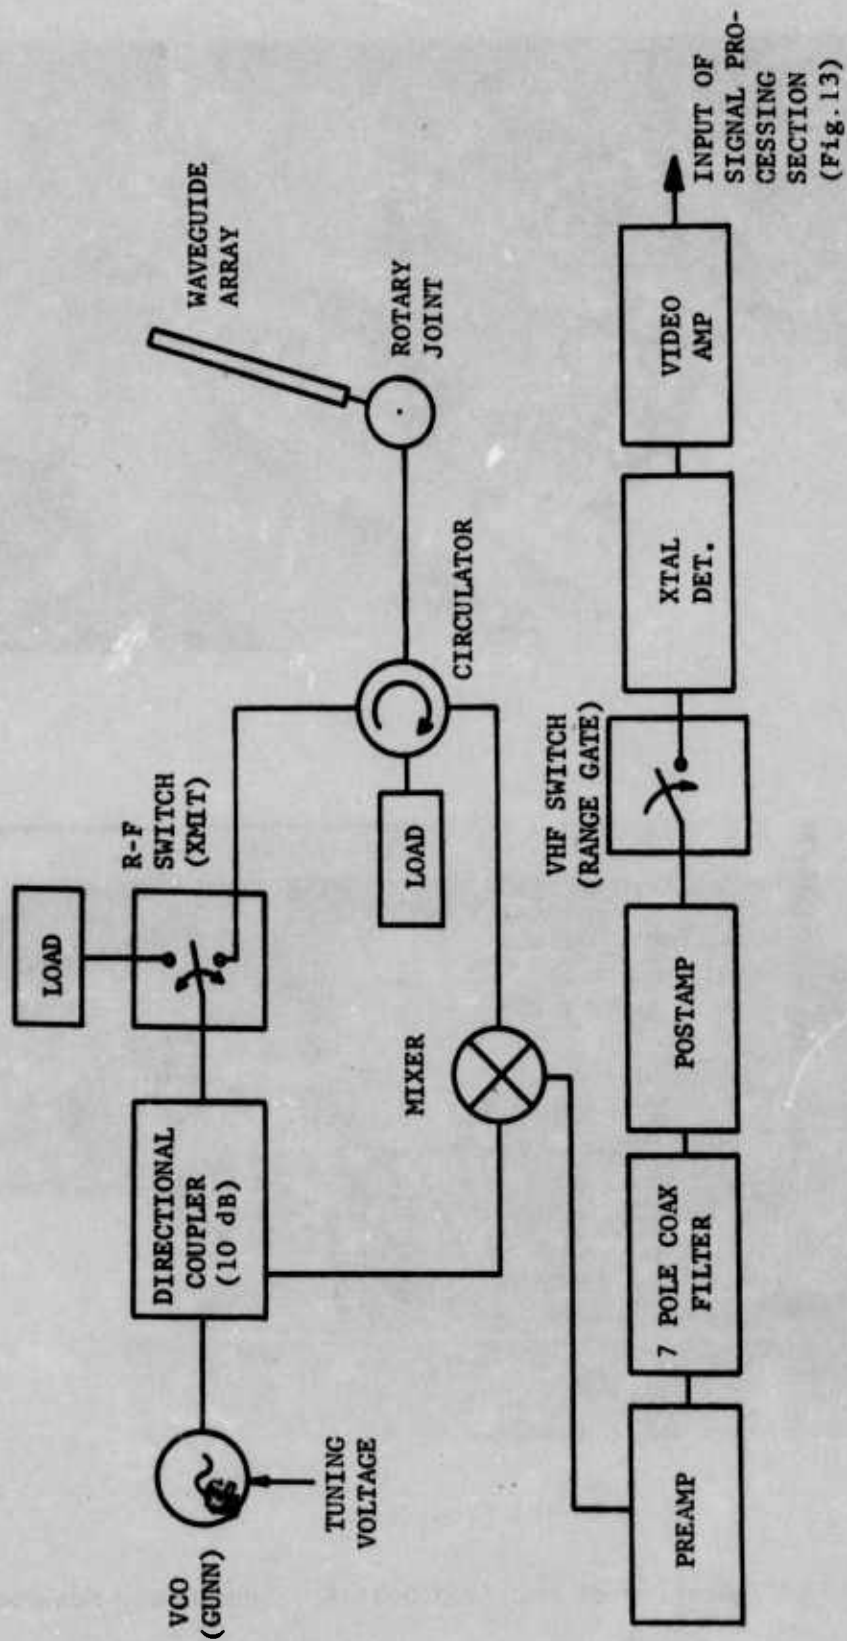 VCO
(GUNN)
TUNING
VOLTAGE
DIRECTIONAL
COUPLER
(10 dB)
LOAD
R-F
SWITCH
(XMIT)
LOAD
CIRCULATOR
WAVEGUIDE
ARRAY
ROTARY
JOINT
MIXER
PREAMP
7 POLE COAX
FILTER
POSTAMP
VHF SWITCH
(RANGE GATE)
XTAL
DET.
VIDEO
AMP
INPUT OF
SIGNAL PRO-
CESSING
SECTION
(Fig.13)